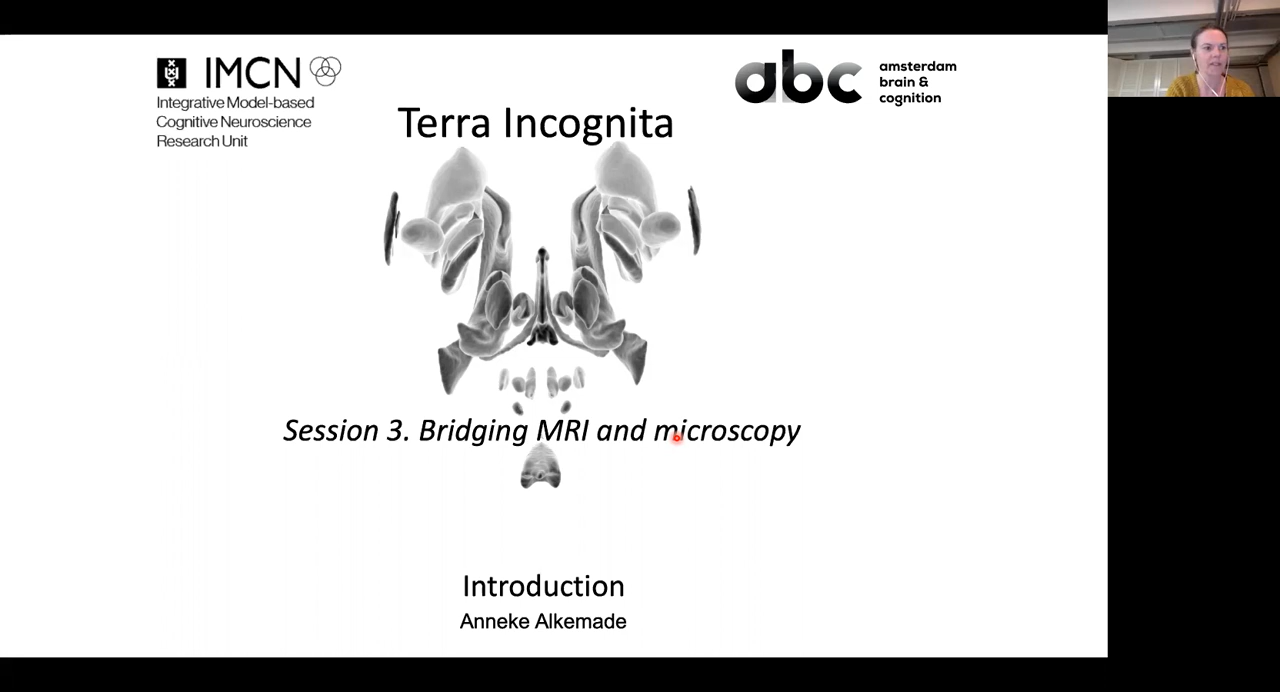 IMCN
Integrative Model-based
Cognitive Neuroscience
Research Unit
abc
amsterdam
brain &
cognition
Terra Incognita
Session 3. Bridging MRI and microscopy
Introduction
Anneke Alkemade